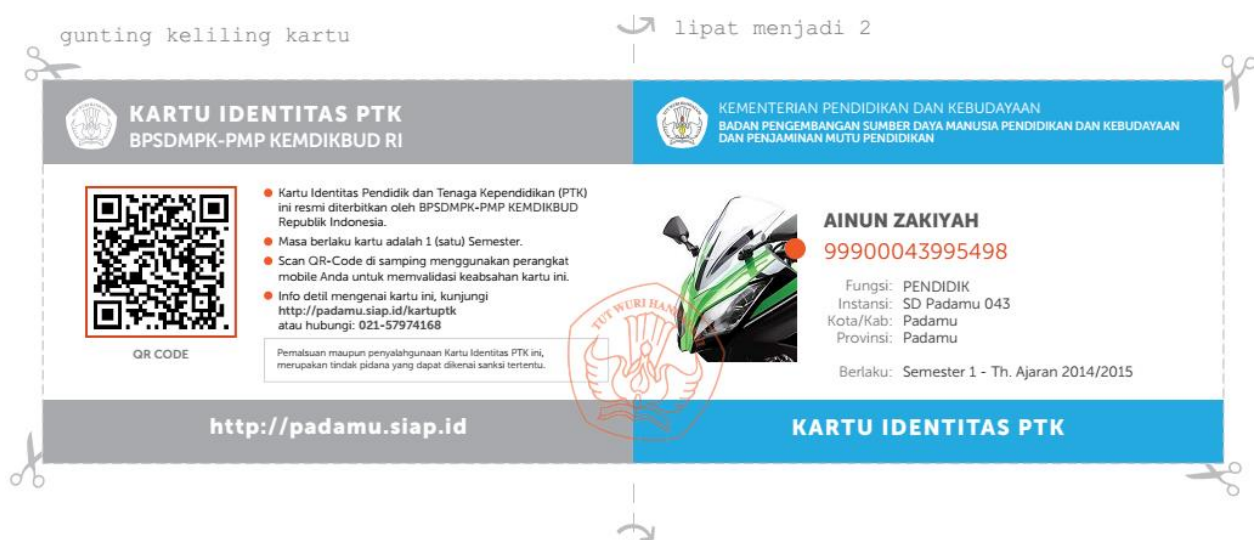 gunting keliling kartu
lipat menjadi 2
KARTU IDENTITAS PTK
BPSDMPK-PMP KEMDIKBUD RI
Kartu Identitas Pendidik dan Tenaga Kependidikan (PTK)
ini resmi diterbitkan oleh BPSDMPK-PMP KEMDIKBUD
Republik Indonesia.
Masa berlaku kartu adalah 1 (satu) Semester.
Scan QR-Code di samping menggunakan perangkat
mobile Anda untuk memvalidasi keabsahan kartu ini.
Info detil mengenai kartu ini, kunjungi
http://padamu.siap.id/kartuptk
atau hubungi: 021-57974168
QR CODE
Pemalsuan maupun penyalahgunaan Kartu Identitas PTK ini,
merupakan tindak pidana yang dapat dikenai sanksi tertentu.
http://padamu.siap.id
KEMENTERIAN PENDIDIKAN DAN KEBUDAYAAN
BADAN PENGEMBANGAN SUMBER DAYA MANUSIA PENDIDIKAN DAN KEBUDAYAAN
DAN PENJAMINAN MUTU PENDIDIKAN
AINUN ZAKIYAH
99900043995498
Fungsi: PENDIDIK
Instansi: SD Padamu 043
Kota/Kab: Padamu
Provinsi: Padamu
Berlaku: Semester 1 - Th. Ajaran 2014/2015
TUT WURI HAN
KARTU IDENTITAS PTK